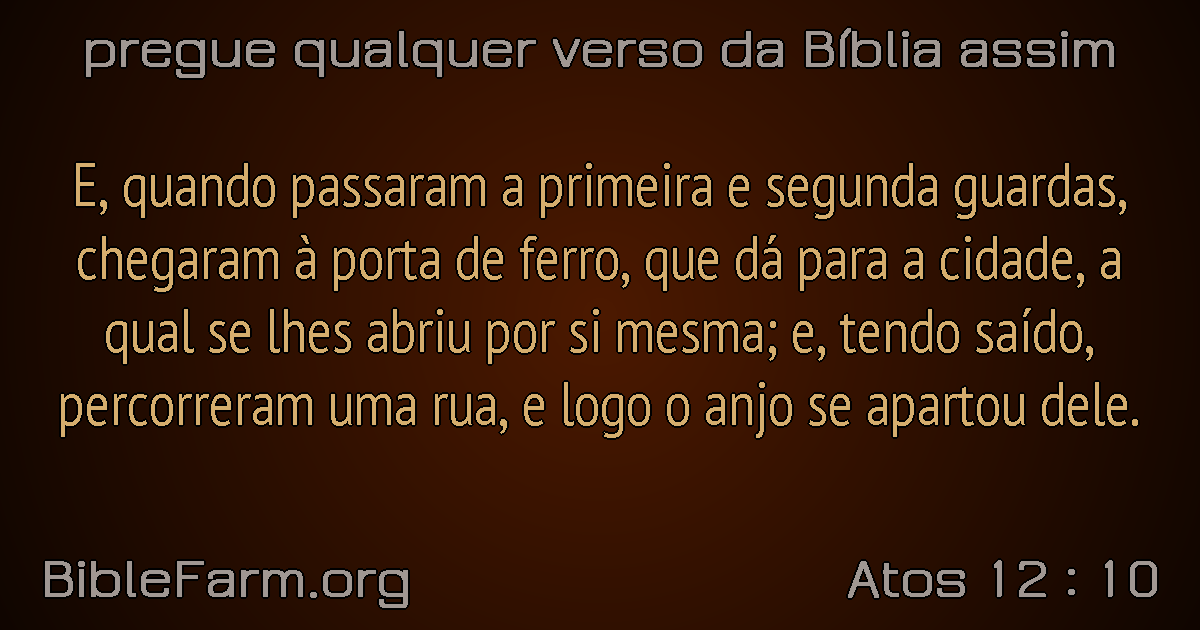 pregue qualquer verso da Bíblia assim
E, quando passaram a primeira e segunda guardas,
chegaram à porta de ferro, que dá para a cidade, a
qual se lhes abriu por si mesma; e, tendo saído,
percorreram uma rua, e logo o anjo se apartou dele.
BibleFarm.org
Atos 12 : 10